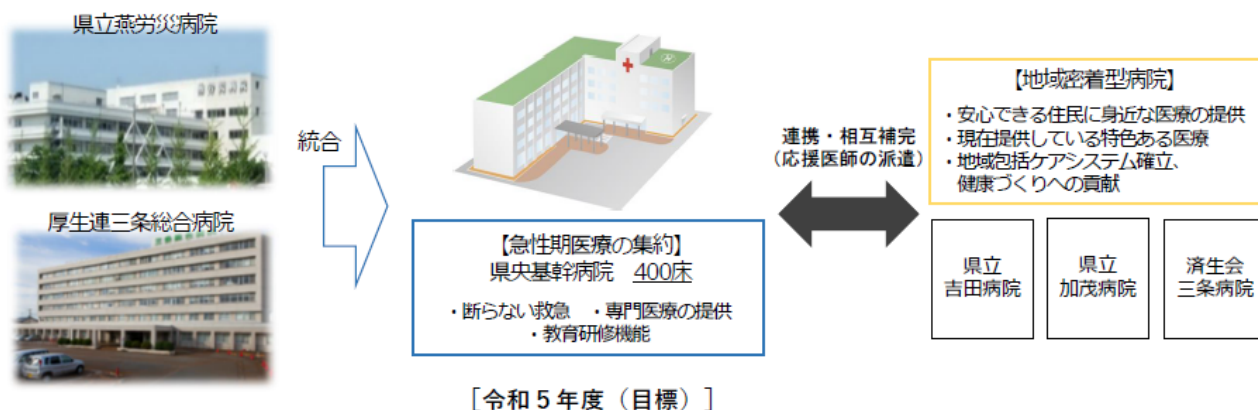 県立燕労災病院
統合
厚生連三条総合病院
【急性期医療の集約】
県央基幹病院 400床
・断らない救急 ・専門医療の提供
・教育研修機能
[令和5年度(目標)]
連携・相互補完
(応援医師の派遣)
【地域密着型病院】
・安心できる住民に身近な医療の提供
・現在提供している特色ある医療
・地域包括ケアシステム確立、
健康づくりへの貢献
県立
吉田病院
県立
加茂病院
済生会
三条病院